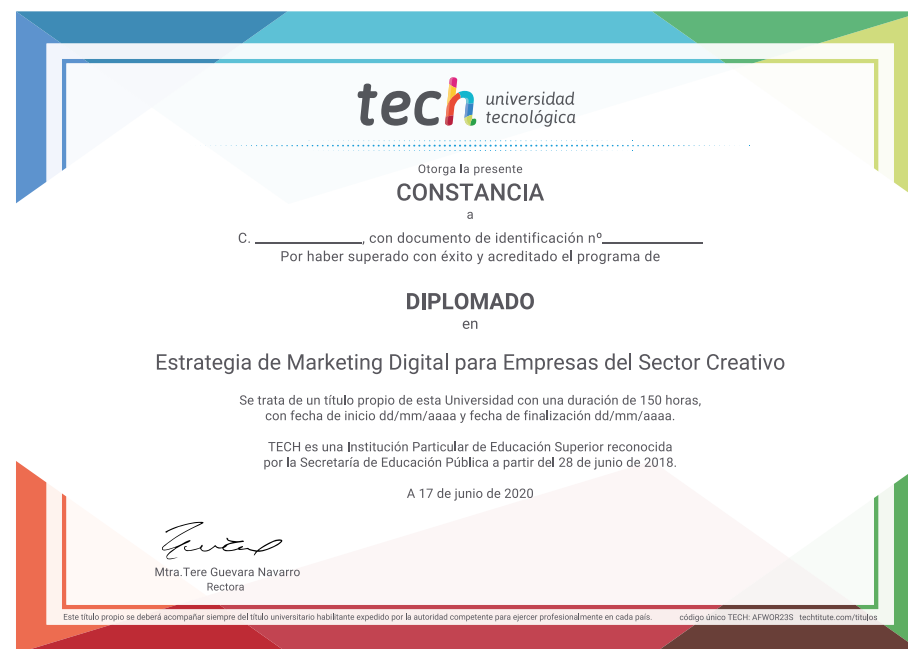 tech universidad
tecnológica
Otorga la presente
CONSTANCIA
a
C. ____________, con documento de identificación nº____________
Por haber superado con éxito y acreditado el programa de
DIPLOMADO
en
Estrategia de Marketing Digital para Empresas del Sector Creativo
Se trata de un título propio de esta Universidad con una duración de 150 horas,
con fecha de inicio dd/mm/aaaa y fecha de finalización dd/mm/aaaa.
TECH es una Institución Particular de Educación Superior reconocida
por la Secretaría de Educación Pública a partir del 28 de junio de 2018.
A 17 de junio de 2020
Mtra.Tere Guevara Navarro
Rectora
Este título propio se deberá acompañar siempre del título universitario habilitante expedido por la autoridad competente para ejercer profesionalmente en cada país. código único TECH: AFWOR23S techtitute.com/titulos